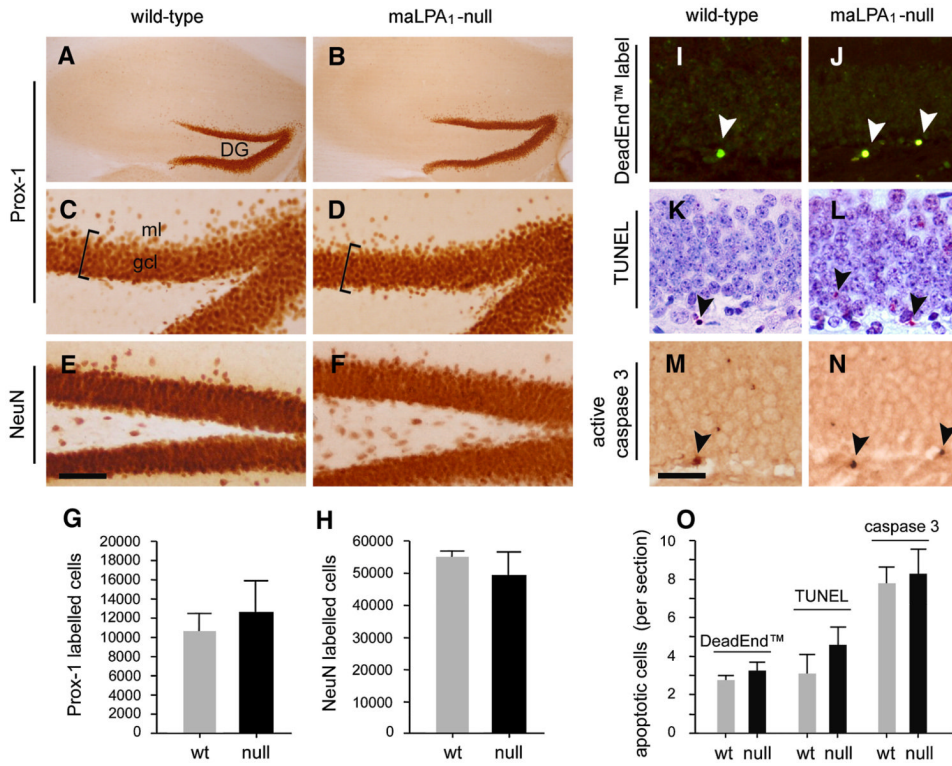 wild-type
maLPA₁-null
wild-type
maLPA₁-null
Prox-1
A
B
DG
C
ml
gcl
D
NeuN
E
F
DeadEnd™ label
I
J
TUNEL
K
L
active
caspase 3
M
N
G
Prox-1 labelled cells
20000
18000
16000
14000
12000
10000
8000
6000
4000
2000
0000
wt
null
H
NeuN labelled cells
60000
50000
40000
30000
20000
10000
0000
wt
null
O
apoptotic cells (per section)
10
8
6
4
2
0
DeadEnd™
TUNEL
caspase 3
wt null wt null wt null